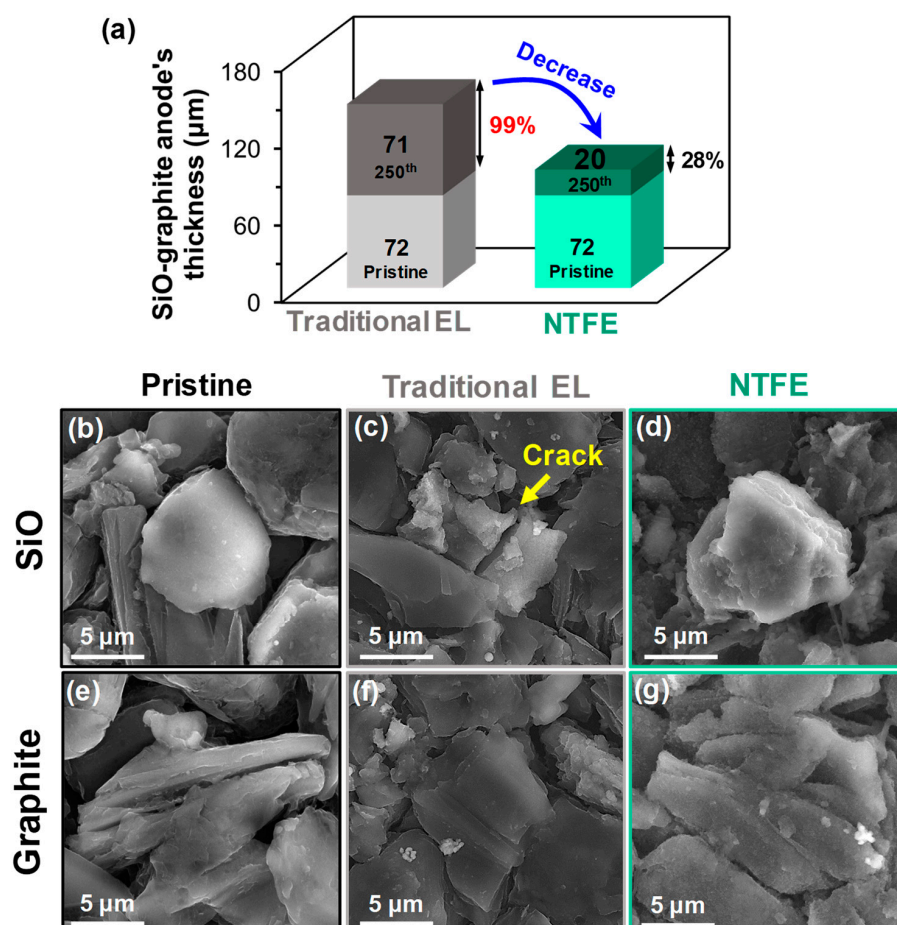 (a)
SiO-graphite anode's
thickness (µm)
180
120
60
0
Decrease
99%
28%
71
250th
72
Pristine
20
250th
72
Pristine
Traditional EL
NTFE
Pristine
Traditional EL
NTFE
SiO
(b)
5 µm
(c)
Crack
5 µm
(d)
5 µm
Graphite
(e)
5 µm
(f)
5 µm
(g)
5 µm